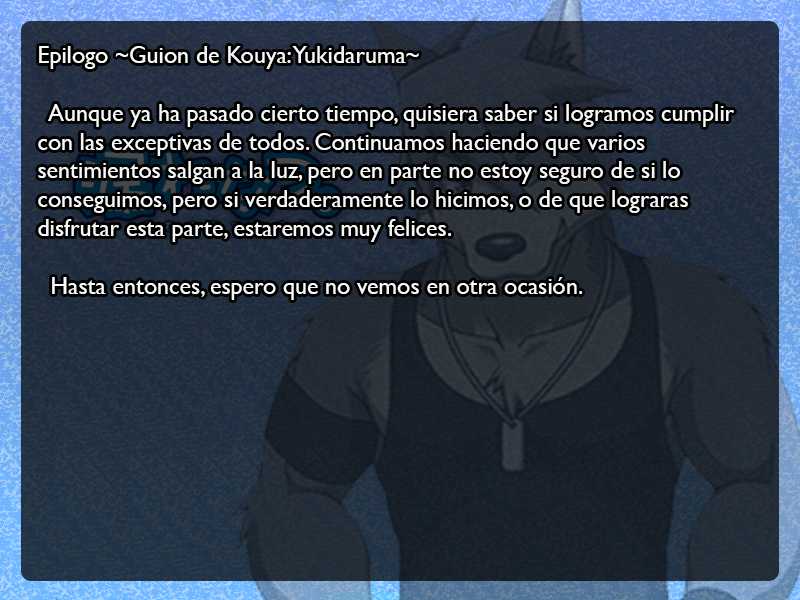 Epilogo ~Guion de Kouya:Yukidaruma~
Aunque ya ha pasado cierto tiempo, quisiera saber si logramos cumplir
con las exceptivas de todos. Continuamos haciendo que varios
sentimientos salgan a la luz, pero en parte no estoy seguro de si lo
conseguimos, pero si verdaderamente lo hicimos, o de que lograras
disfrutar esta parte, estaremos muy felices.
Hasta entonces, espero que no vemos en otra ocasión.